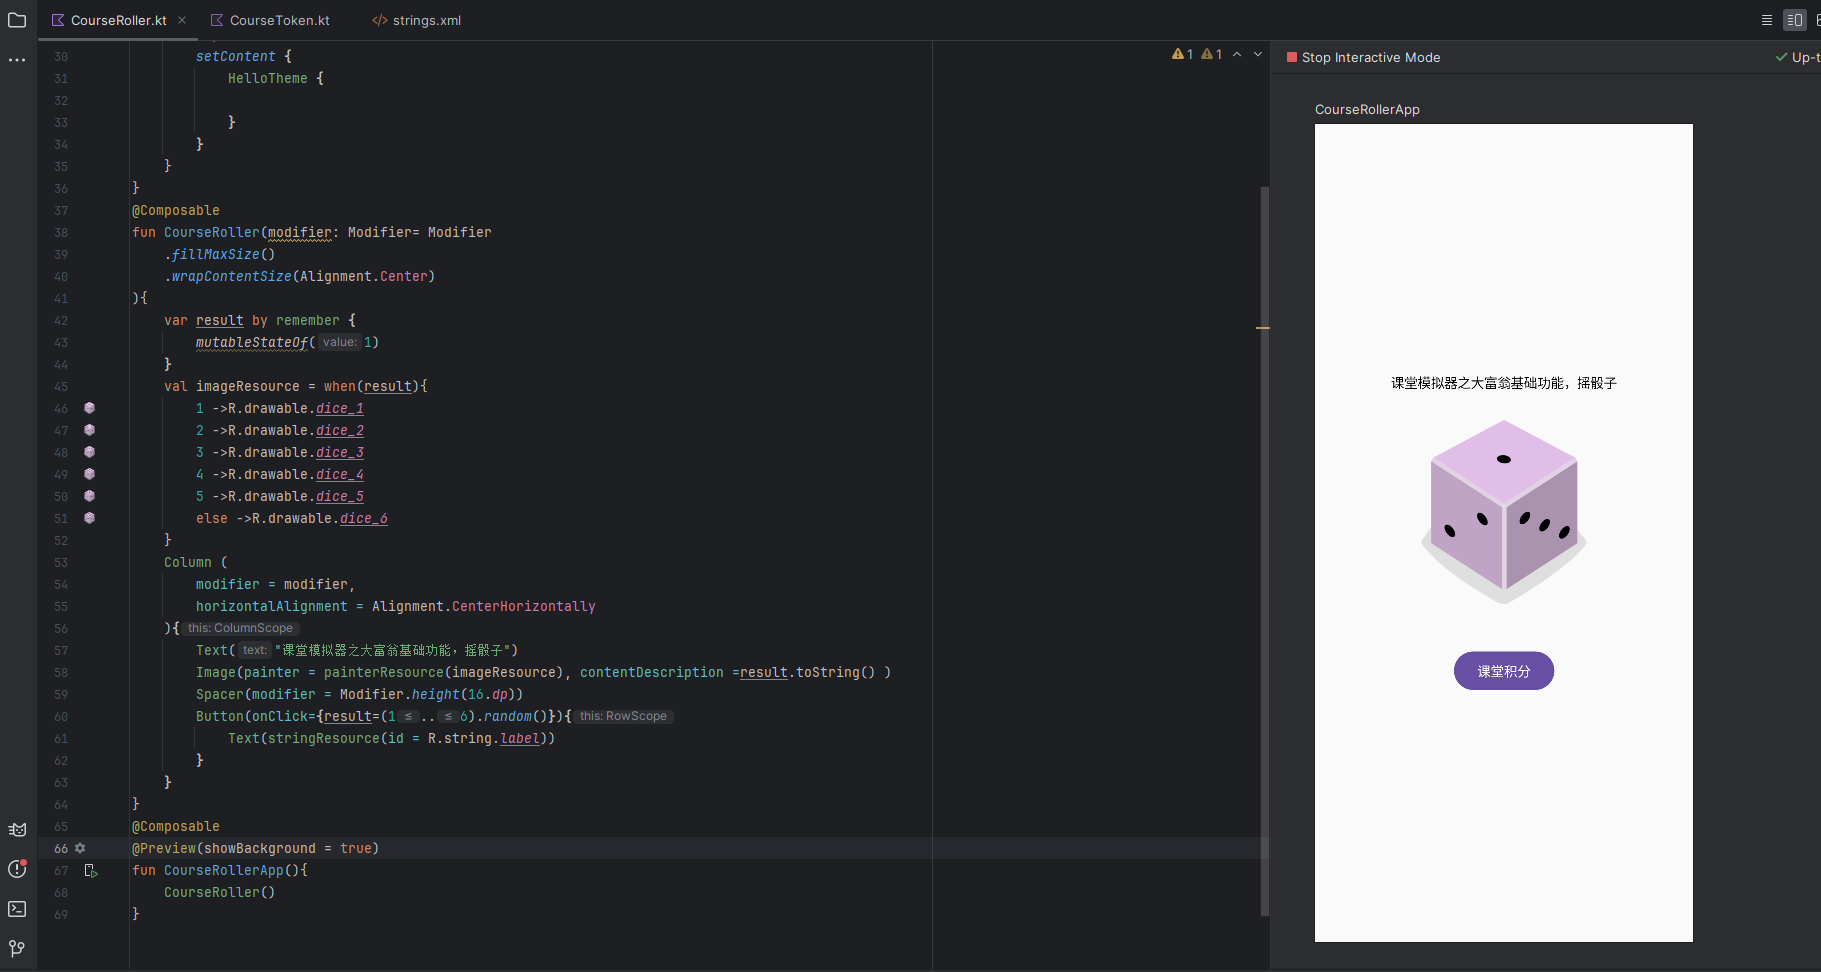 CourseRoller.kt
CourseToken.kt
strings.xml
1 1
30 setContent {
31 HelloTheme {
32
33 }
34 }
35 }
36 }
37 @Composable
38 fun CourseRoller(modifier: Modifier= Modifier
39 .fillMaxSize()
40 .wrapContentSize(Alignment.Center)
41 ){
42 var result by remember {
43 mutableStateOf( value: 1)
44 }
45 val imageResource = when(result){
46 1 ->R.drawable.dice_1
47 2 ->R.drawable.dice_2
48 3 ->R.drawable.dice_3
49 4 ->R.drawable.dice_4
50 5 ->R.drawable.dice_5
51 else ->R.drawable.dice_6
52 }
53 Column (
54 modifier = modifier,
55 horizontalAlignment = Alignment.CenterHorizontally
56 ){ this: ColumnScope
57 Text( text: "课堂模拟器之大富翁基础功能，摇骰子")
58 Image(painter = painterResource(imageResource), contentDescription =result.toString() )
59 Spacer(modifier = Modifier.height(16.dp))
60 Button(onClick={result=(1 ≤ .. ≤ 6).random()}){ this: RowScope
61 Text(stringResource(id = R.string.label))
62 }
63 }
64 }
65 @Composable
66 @Preview(showBackground = true)
67 fun CourseRollerApp(){
68 CourseRoller()
69 }
Stop Interactive Mode
Up-t
CourseRollerApp
课堂模拟器之大富翁基础功能，摇骰子
课堂积分